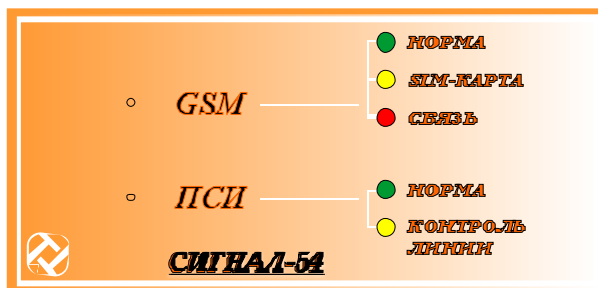 НОРМА
SIM-КАРТА
GSM
СВЯЗЬ
НОРМА
ПСИ
КОНТРОЛЬ
ЛИНИИ
СИГНАЛ-54